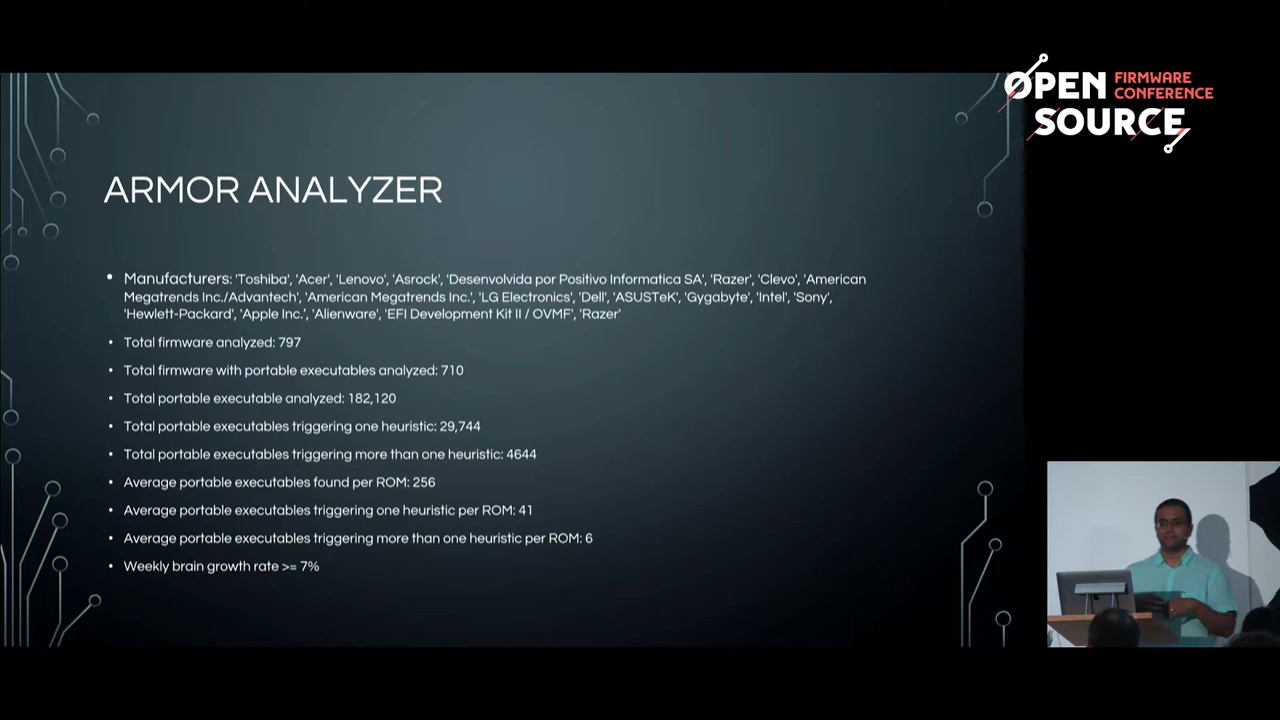 OPEN FIRMWARE
CONFERENCE
SOURCE
ARMOR ANALYZER
• Manufacturers: 'Toshiba', 'Acer', 'Lenovo', 'Asrock', 'Desenvolvida por Positivo Informatica SA', 'Razer', 'Clevo', 'American
Megatrends Inc./Advantech', 'American Megatrends Inc.', 'LG Electronics', 'Dell', 'ASUSTeK', 'Gygabyte', 'Intel', 'Sony',
'Hewlett-Packard', 'Apple Inc.', 'Alienware', 'EFI Development Kit II / OVMF', 'Razer'
• Total firmware analyzed: 797
• Total firmware with portable executables analyzed: 710
• Total portable executable analyzed: 182,120
• Total portable executables triggering one heuristic: 29,744
• Total portable executables triggering more than one heuristic: 4644
• Average portable executables found per ROM: 256
• Average portable executables triggering one heuristic per ROM: 41
• Average portable executables triggering more than one heuristic per ROM: 6
• Weekly brain growth rate >= 7%